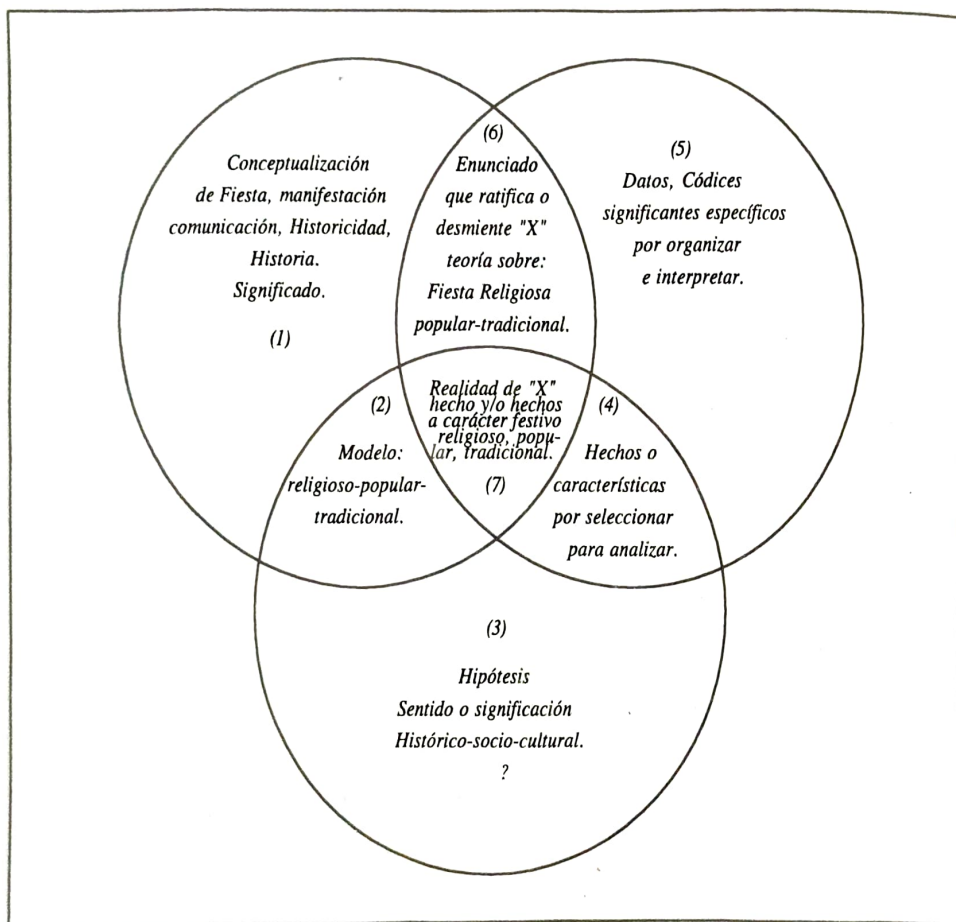 Conceptualización
de Fiesta, manifestación
comunicación, Historicidad,
Historia.
Significado.
(1)
(6)
Enunciado
que ratifica o
desmiente "X"
teoría sobre:
Fiesta Religiosa
popular-tradicional.
(5)
Datos, Códices
significantes específicos
por organizar
e interpretar.
(2)
Modelo:
religioso-popular-
tradicional.
Realidad de "X"
hecho y/o hechos
a carácter festivo
religioso, popu-
lar, tradicional.
(7)
(4)
Hechos o
características
por seleccionar
para analizar.
(3)
Hipótesis
Sentido o significación
Histórico-socio-cultural.
?